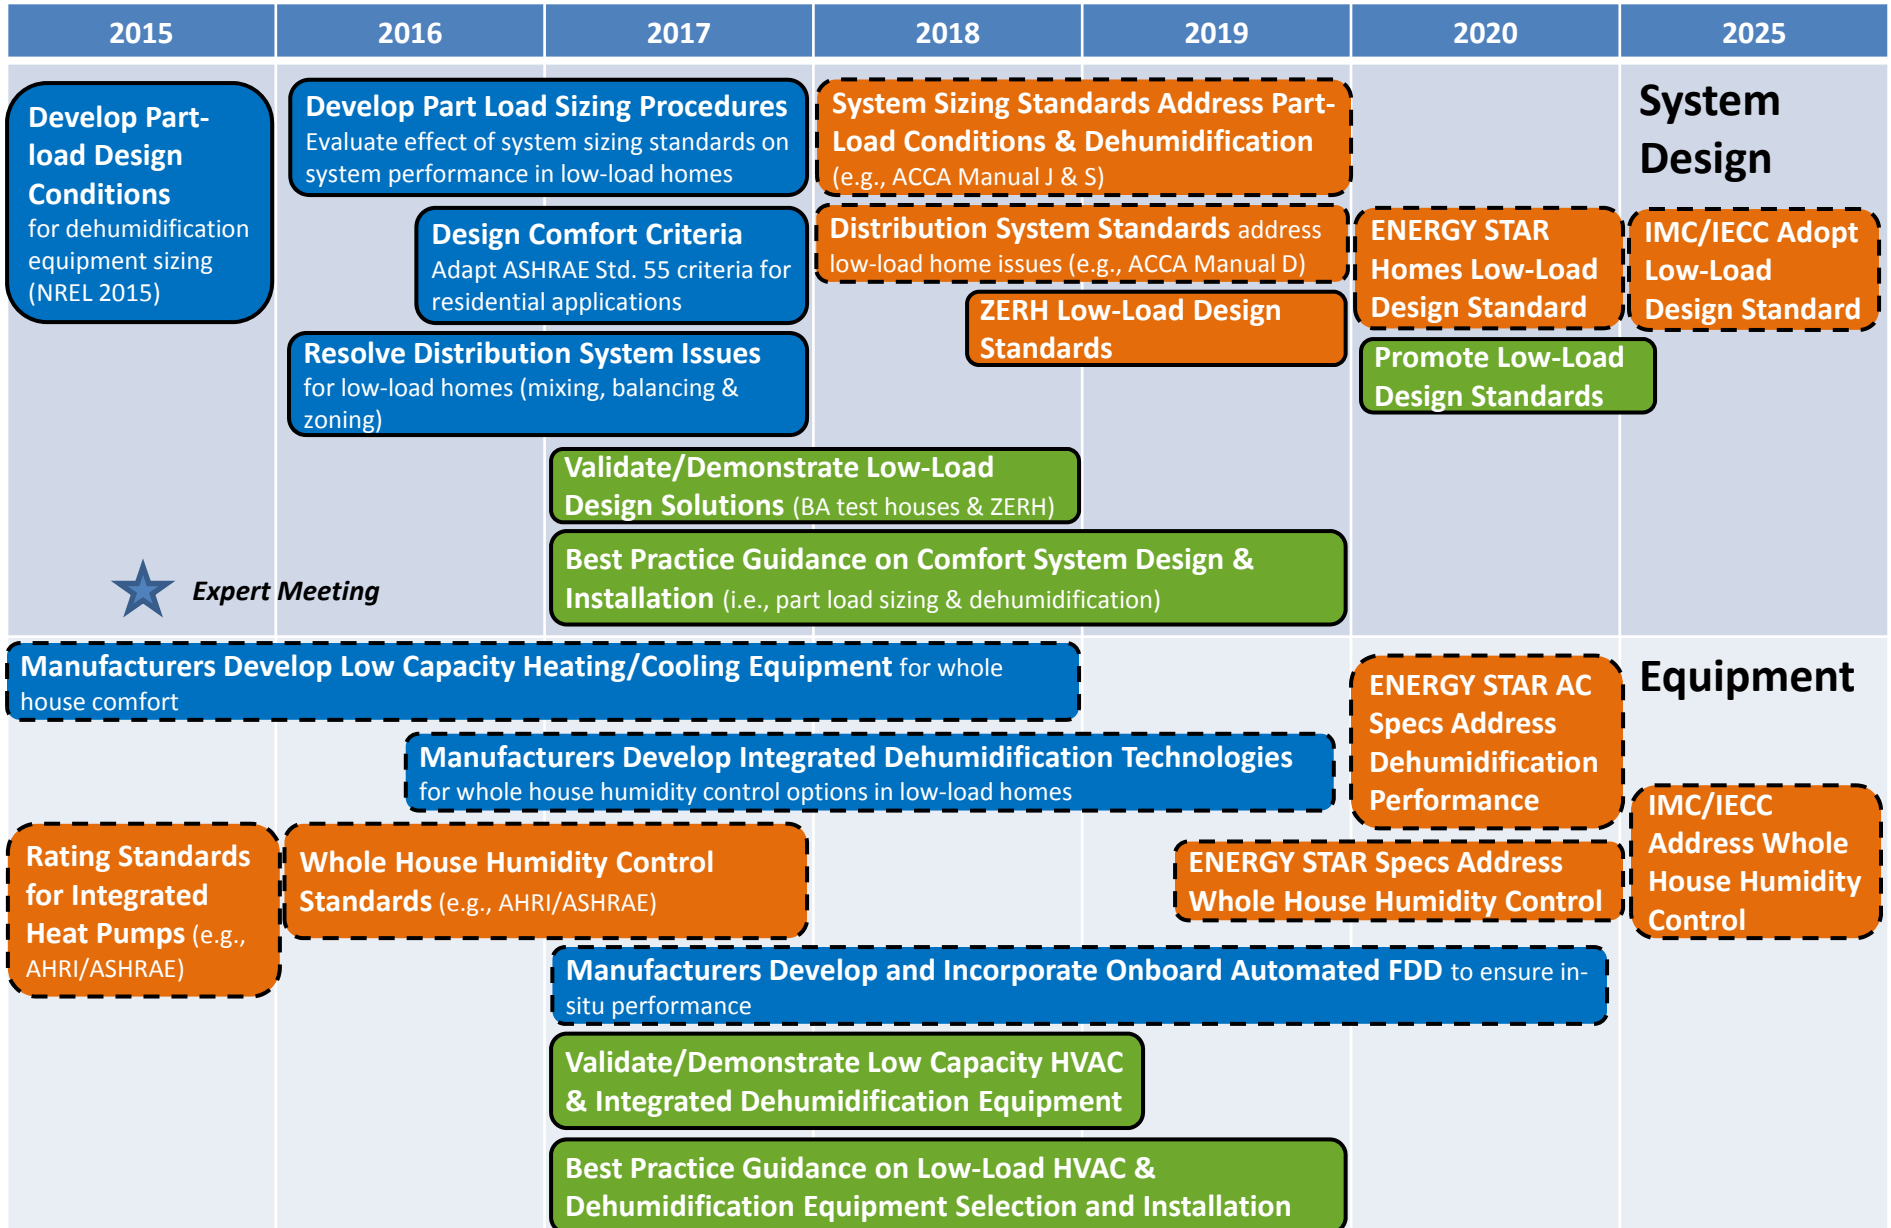 2015 2016 2017 2018 2019 2020 2025
System
Design
Develop Part-
load Design
Conditions
for dehumidification
equipment sizing
(NREL 2015)
Develop Part Load Sizing Procedures
Evaluate effect of system sizing standards on
system performance in low-load homes
System Sizing Standards Address Part-
Load Conditions & Dehumidification
(e.g., ACCA Manual J & S)
Design Comfort Criteria
Adapt ASHRAE Std. 55 criteria for
residential applications
Distribution System Standards address
low-load home issues (e.g., ACCA Manual D)
ENERGY STAR
Homes Low-Load
Design Standard
IMC/IECC Adopt
Low-Load
Design Standard
ZERH Low-Load Design
Standards
Resolve Distribution System Issues
for low-load homes (mixing, balancing &
zoning)
Promote Low-Load
Design Standards
Validate/Demonstrate Low-Load
Design Solutions (BA test houses & ZERH)
Best Practice Guidance on Comfort System Design &
Installation (i.e., part load sizing & dehumidification)
Expert Meeting
Equipment
Manufacturers Develop Low Capacity Heating/Cooling Equipment for whole
house comfort
ENERGY STAR AC
Specs Address
Dehumidification
Performance
Manufacturers Develop Integrated Dehumidification Technologies
for whole house humidity control options in low-load homes
IMC/IECC
Address Whole
House Humidity
Control
Rating Standards
for Integrated
Heat Pumps (e.g.,
AHRI/ASHRAE)
Whole House Humidity Control
Standards (e.g., AHRI/ASHRAE)
ENERGY STAR Specs Address
Whole House Humidity Control
Manufacturers Develop and Incorporate Onboard Automated FDD to ensure in-
situ performance
Validate/Demonstrate Low Capacity HVAC
& Integrated Dehumidification Equipment
Best Practice Guidance on Low-Load HVAC &
Dehumidification Equipment Selection and Installation